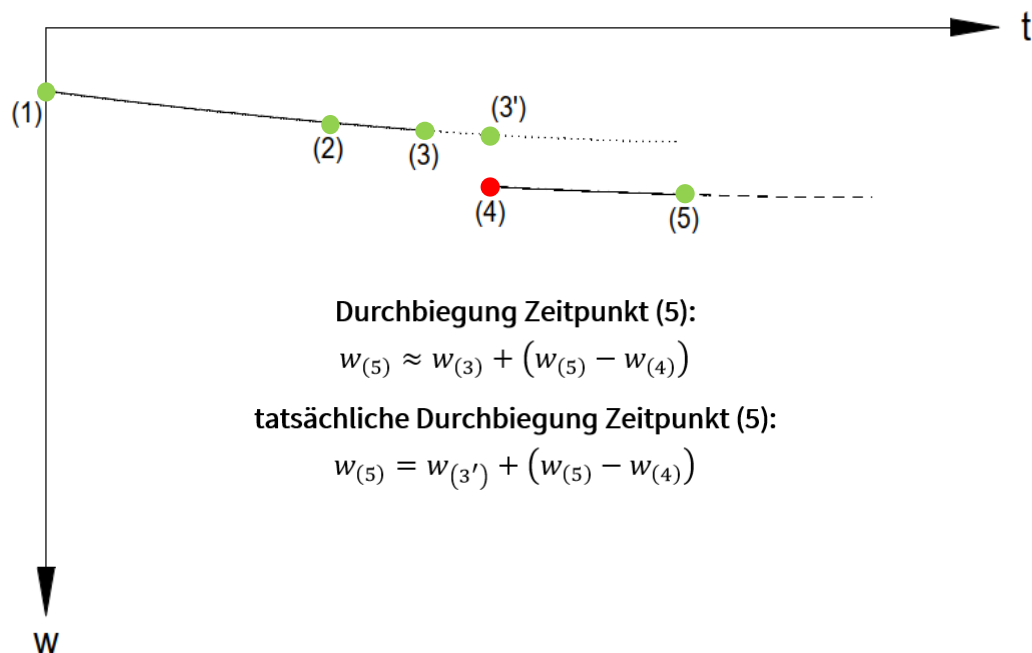 t
(1)
(2)
(3)
(3')
(4)
(5)
Durchbiegung Zeitpunkt (5):
w₍₅₎ ≈ w₍₃₎ + (w₍₅₎ − w₍₄₎)
tatsächliche Durchbiegung Zeitpunkt (5):
w₍₅₎ = w₍₃′₎ + (w₍₅₎ − w₍₄₎)
w